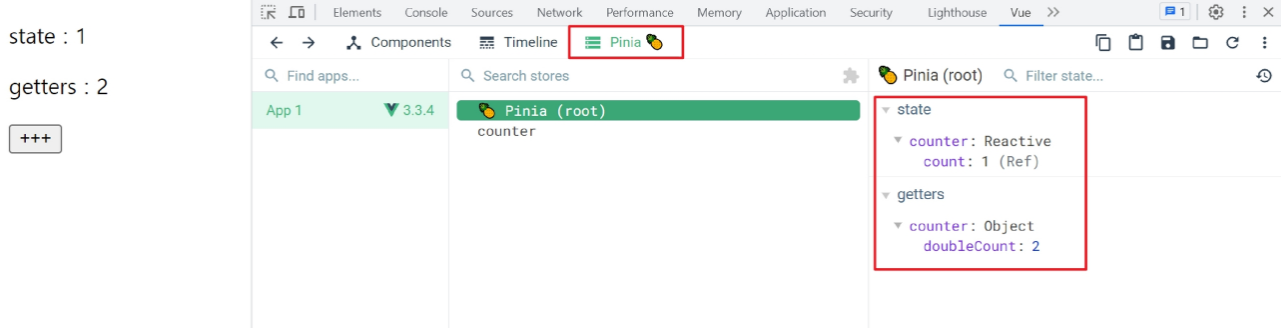 state : 1
getters : 2
+++
Elements Console Sources Network Performance Memory Application Security Lighthouse Vue 1
Components Timeline Pinia
Find apps...
App 1 3.3.4
Search stores
Pinia (root)
counter
Pinia (root) Filter state...
state
counter: Reactive
count: 1 (Ref)
getters
counter: Object
doubleCount: 2